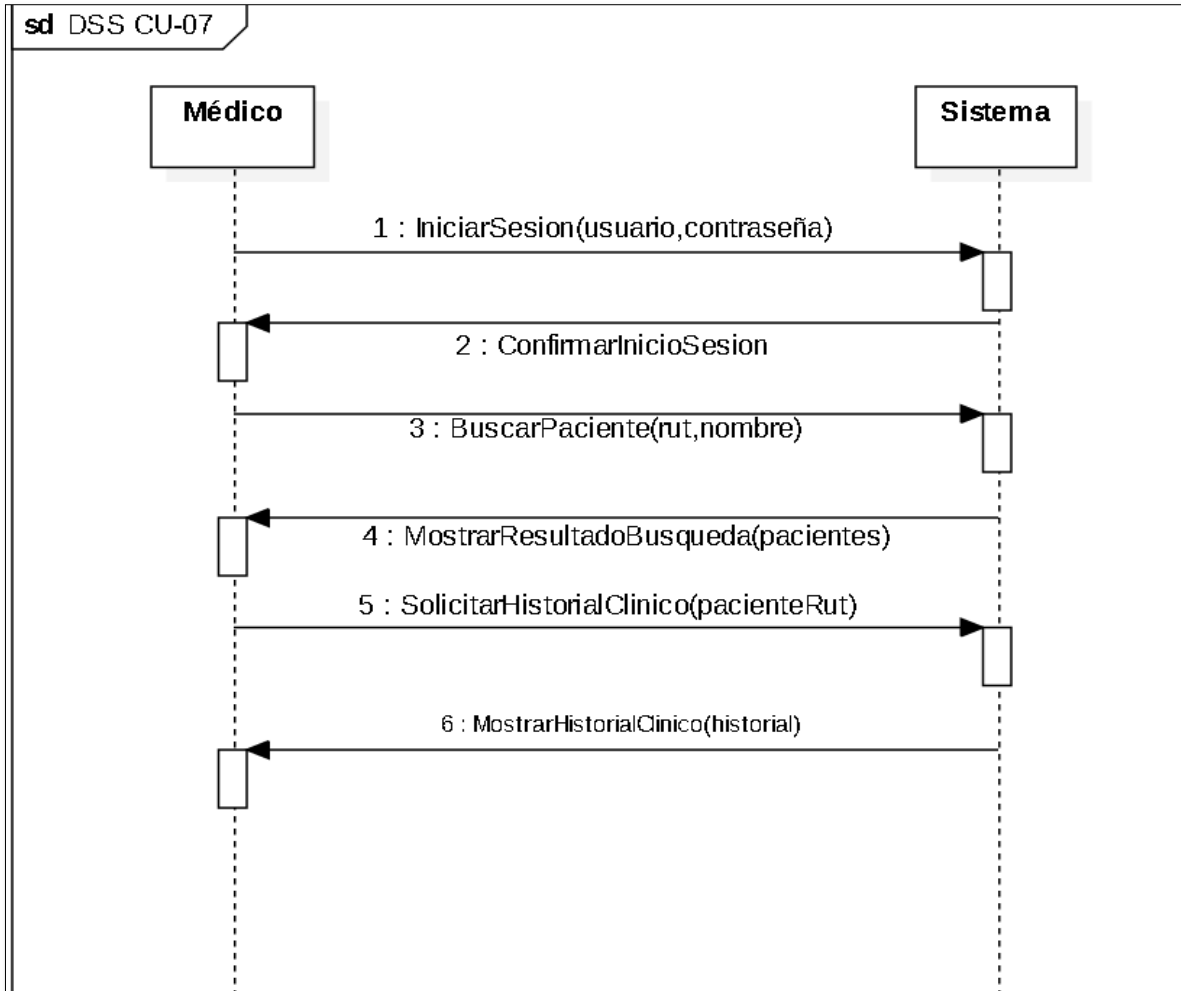 sd DSS CU-07
Médico
Sistema
1 : IniciarSesion(usuario,contraseña)
2 : ConfirmarInicioSesion
3 : BuscarPaciente(rut,nombre)
4 : MostrarResultadoBusqueda(pacientes)
5 : SolicitarHistorialClinico(pacienteRut)
6 : MostrarHistorialClinico(historial)